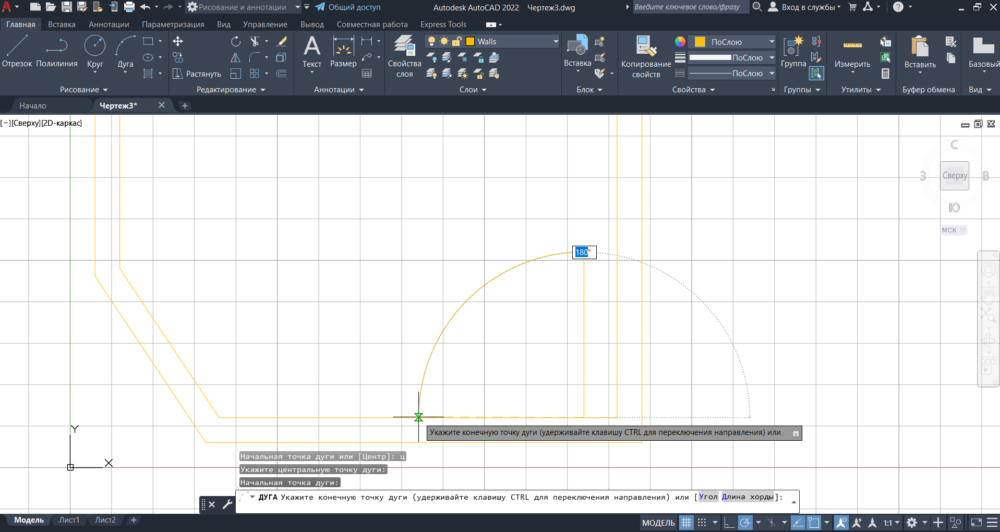 Рисование и аннотации
Общий доступ
Autodesk AutoCAD 2022 Чертеж3.dwg
Введите ключевое слово/фразу
Вход в службы
?
Главная Вставка Аннотации Параметризация Вид Управление Вывод Совместная работа Express Tools
Walls
ПоСлою
ПоСлою
ПоСлою
Отрезок Полилиния Круг Дуга
Растянуть
Текст Размер
Свойства слоя
Вставка
Копирование свойств
Группа
Измерить
Вставить
Базовый
Рисование Редактирование Аннотации Слои Блок Свойства Группы Утилиты Буфер обмена Вид
Начало Чертеж3*
[−][Сверху][2D-каркас]
С
З Сверху В
Ю
МСК
180°
Укажите конечную точку дуги (удерживайте клавишу CTRL для переключения направления) или
Y
X
Начальная точка дуги или [Центр]: ц
Укажите центральную точку дуги:
Начальная точка дуги:
ДУГА Укажите конечную точку дуги (удерживайте клавишу CTRL для переключения направления) или [Угол Длина хорды]:
Модель Лист1 Лист2 +
МОДЕЛЬ 1:1